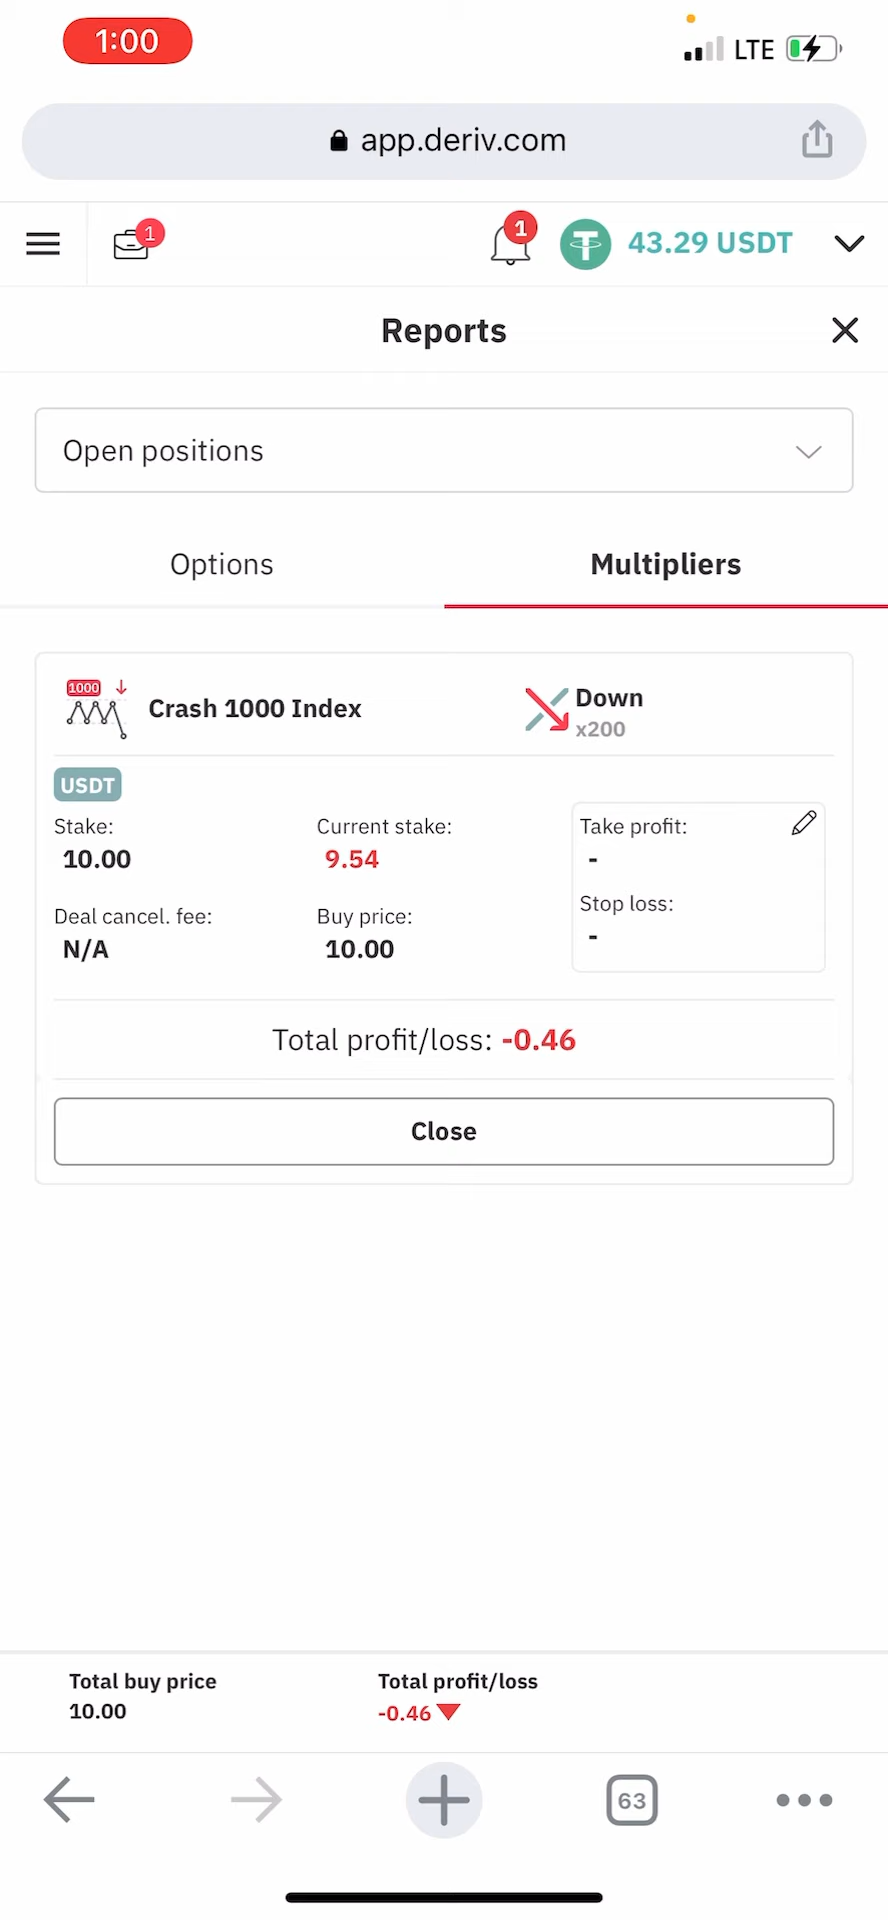 1:00 LTE
app.deriv.com
1 1 43.29 USDT
Reports
Open positions
Options Multipliers
1000 Crash 1000 Index Down
x200
USDT
Stake: Current stake: Take profit:
10.00 9.54 -
Deal cancel. fee: Buy price: Stop loss:
N/A 10.00 -
Total profit/loss: -0.46
Close
Total buy price Total profit/loss
10.00 -0.46
63